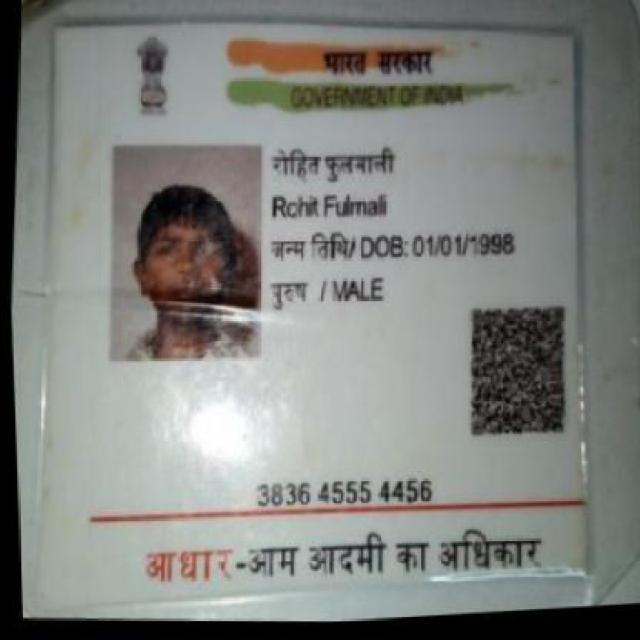 भारत सरकार
GOVERNMENT OF INDIA
रोहित फुलमाली
Rohit Fulmali
जन्म तिथि/ DOB: 01/01/1998
पुरुष / MALE
3836 4555 4456
आधार-आम आदमी का अधिकार